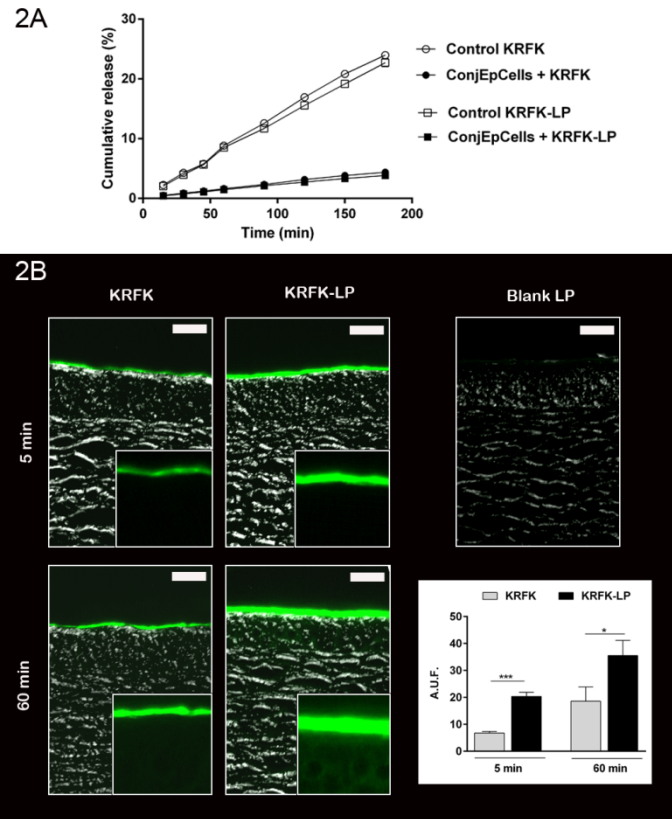 2A
Cumulative release (%)
30
20
10
0
0
50
100
150
200
Time (min)
Control KRFK
ConjEpCells + KRFK
Control KRFK-LP
ConjEpCells + KRFK-LP
2B
KRFK
KRFK-LP
Blank LP
5 min
60 min
KRFK
KRFK-LP
A.U.F.
50
40
30
20
10
0
***
*
5 min
60 min